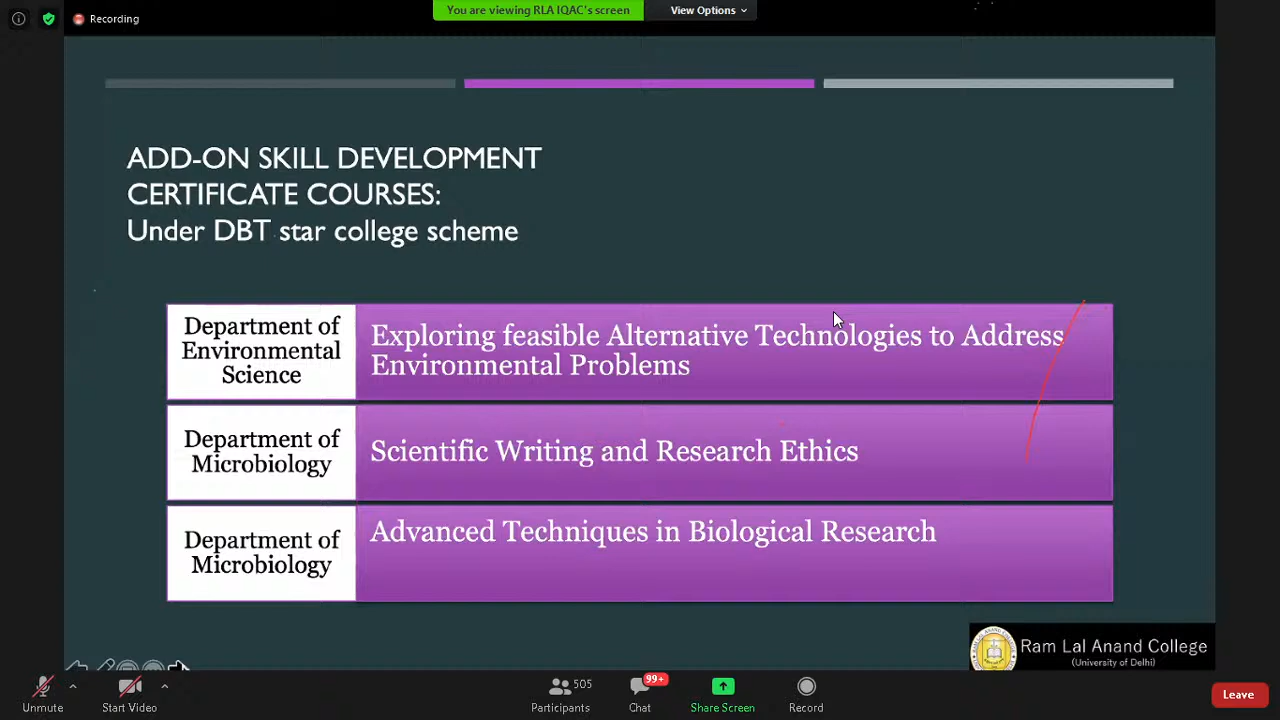 You are viewing RLA IQAC's screen
View Options
Recording
ADD-ON SKILL DEVELOPMENT
CERTIFICATE COURSES:
Under DBT star college scheme
Department of
Environmental
Science
Exploring feasible Alternative Technologies to Address
Environmental Problems
Department of
Microbiology
Scientific Writing and Research Ethics
Department of
Microbiology
Advanced Techniques in Biological Research
Ram Lal Anand College
(University of Delhi)
Unmute
Start Video
505
Participants
99+
Chat
Share Screen
Record
Leave